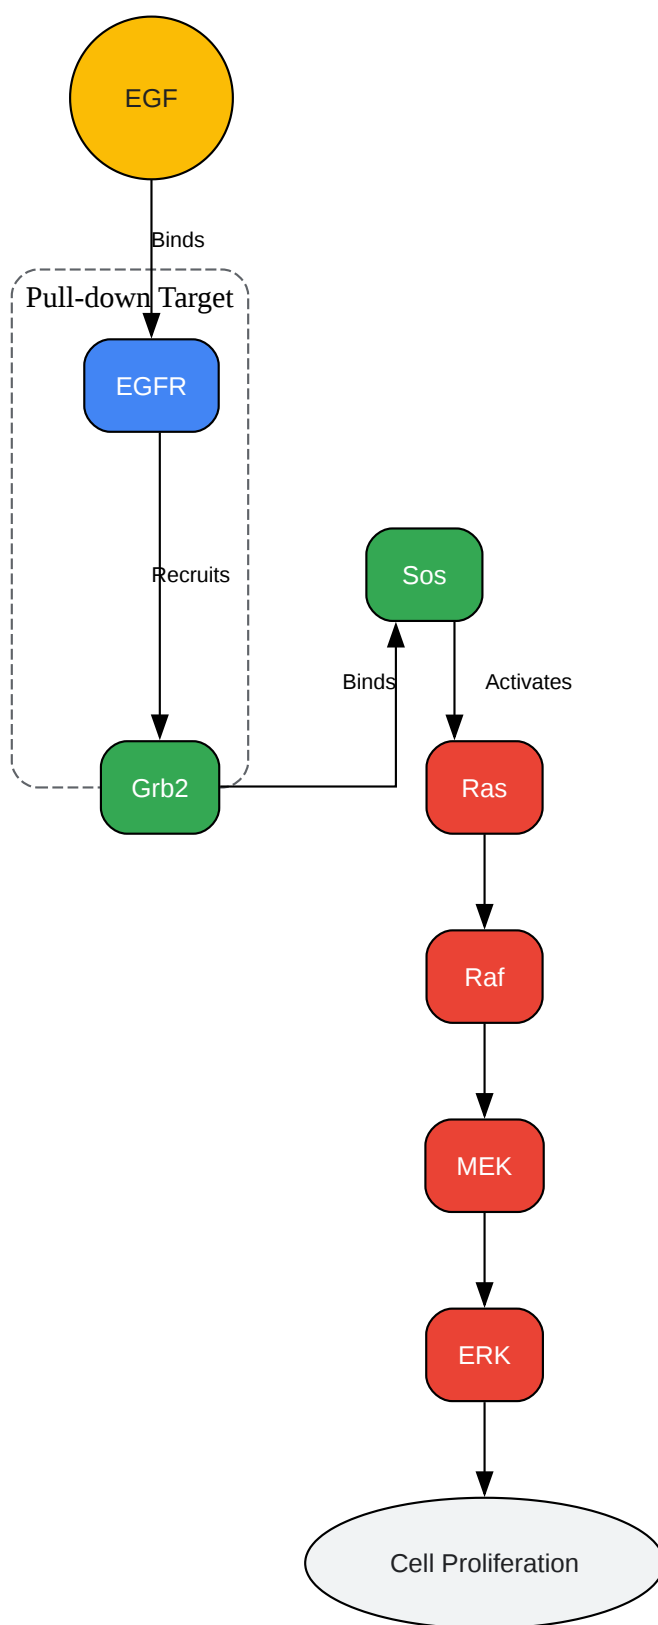 EGF
Binds
Pull-down Target
EGFR
Recruits
Sos
Binds
Activates
Grb2
Ras
Raf
MEK
ERK
Cell Proliferation